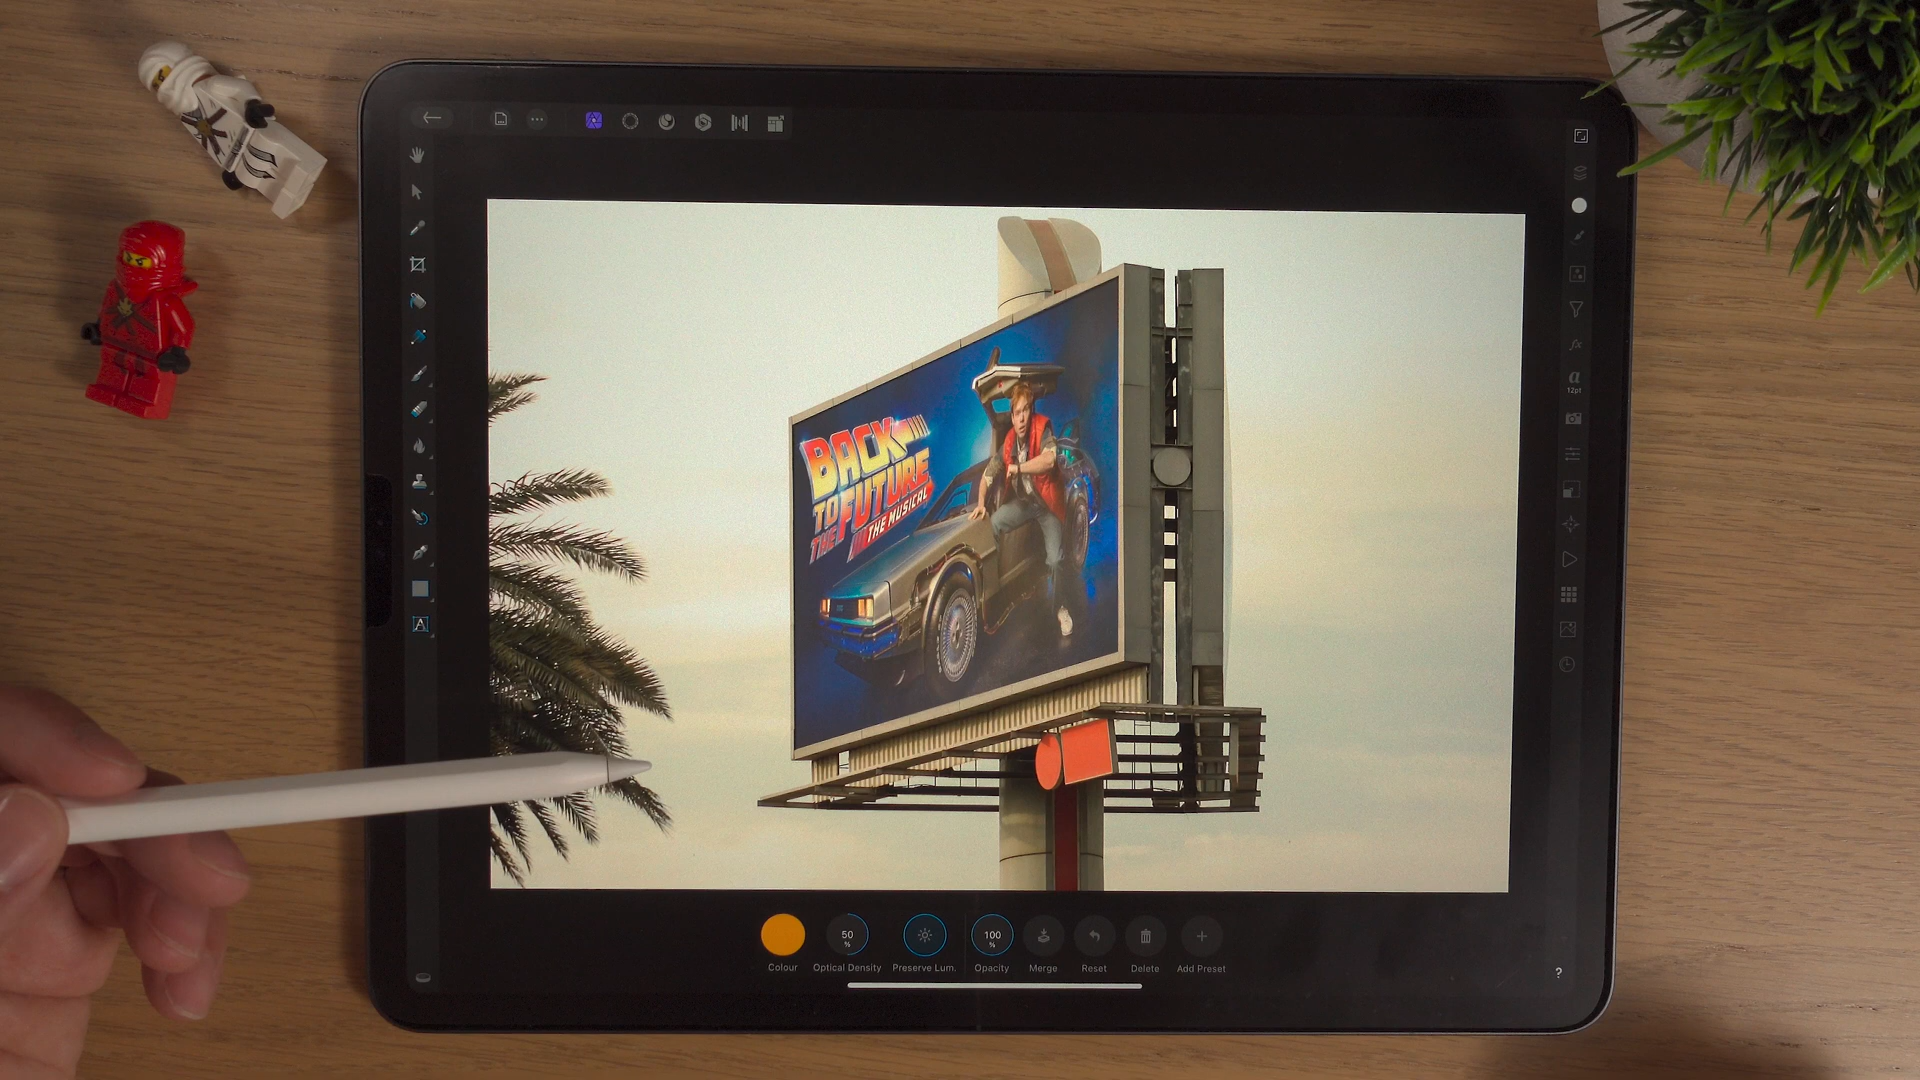 a
12pt
BACK
TO
THE FUTURE
THE MUSICAL
A
50
%
100
%
Colour
Optical Density
Preserve Lum.
Opacity
Merge
Reset
Delete
Add Preset
?